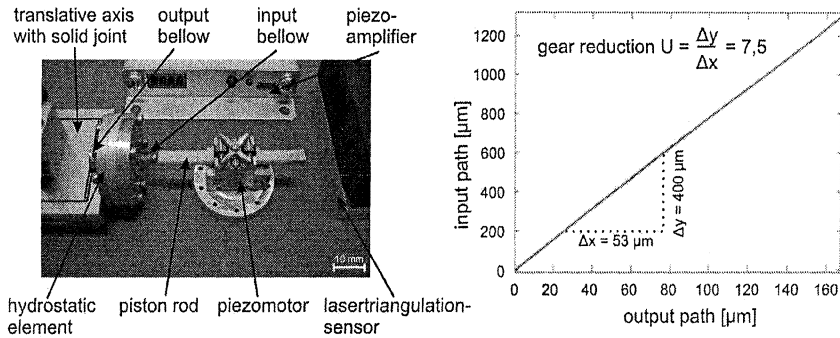 translative axis
with solid joint
output
bellow
input
bellow
piezo-
amplifier
10 mm
hydrostatic
element
piston rod
piezomotor
lasertriangulation-
sensor
gear reduction U = Δy/Δx = 7,5
input path [µm]
1200
1000
800
600
400
200
0
Δy = 400 µm
Δx = 53 µm
0 20 40 60 80 100 120 140 160
output path [µm]